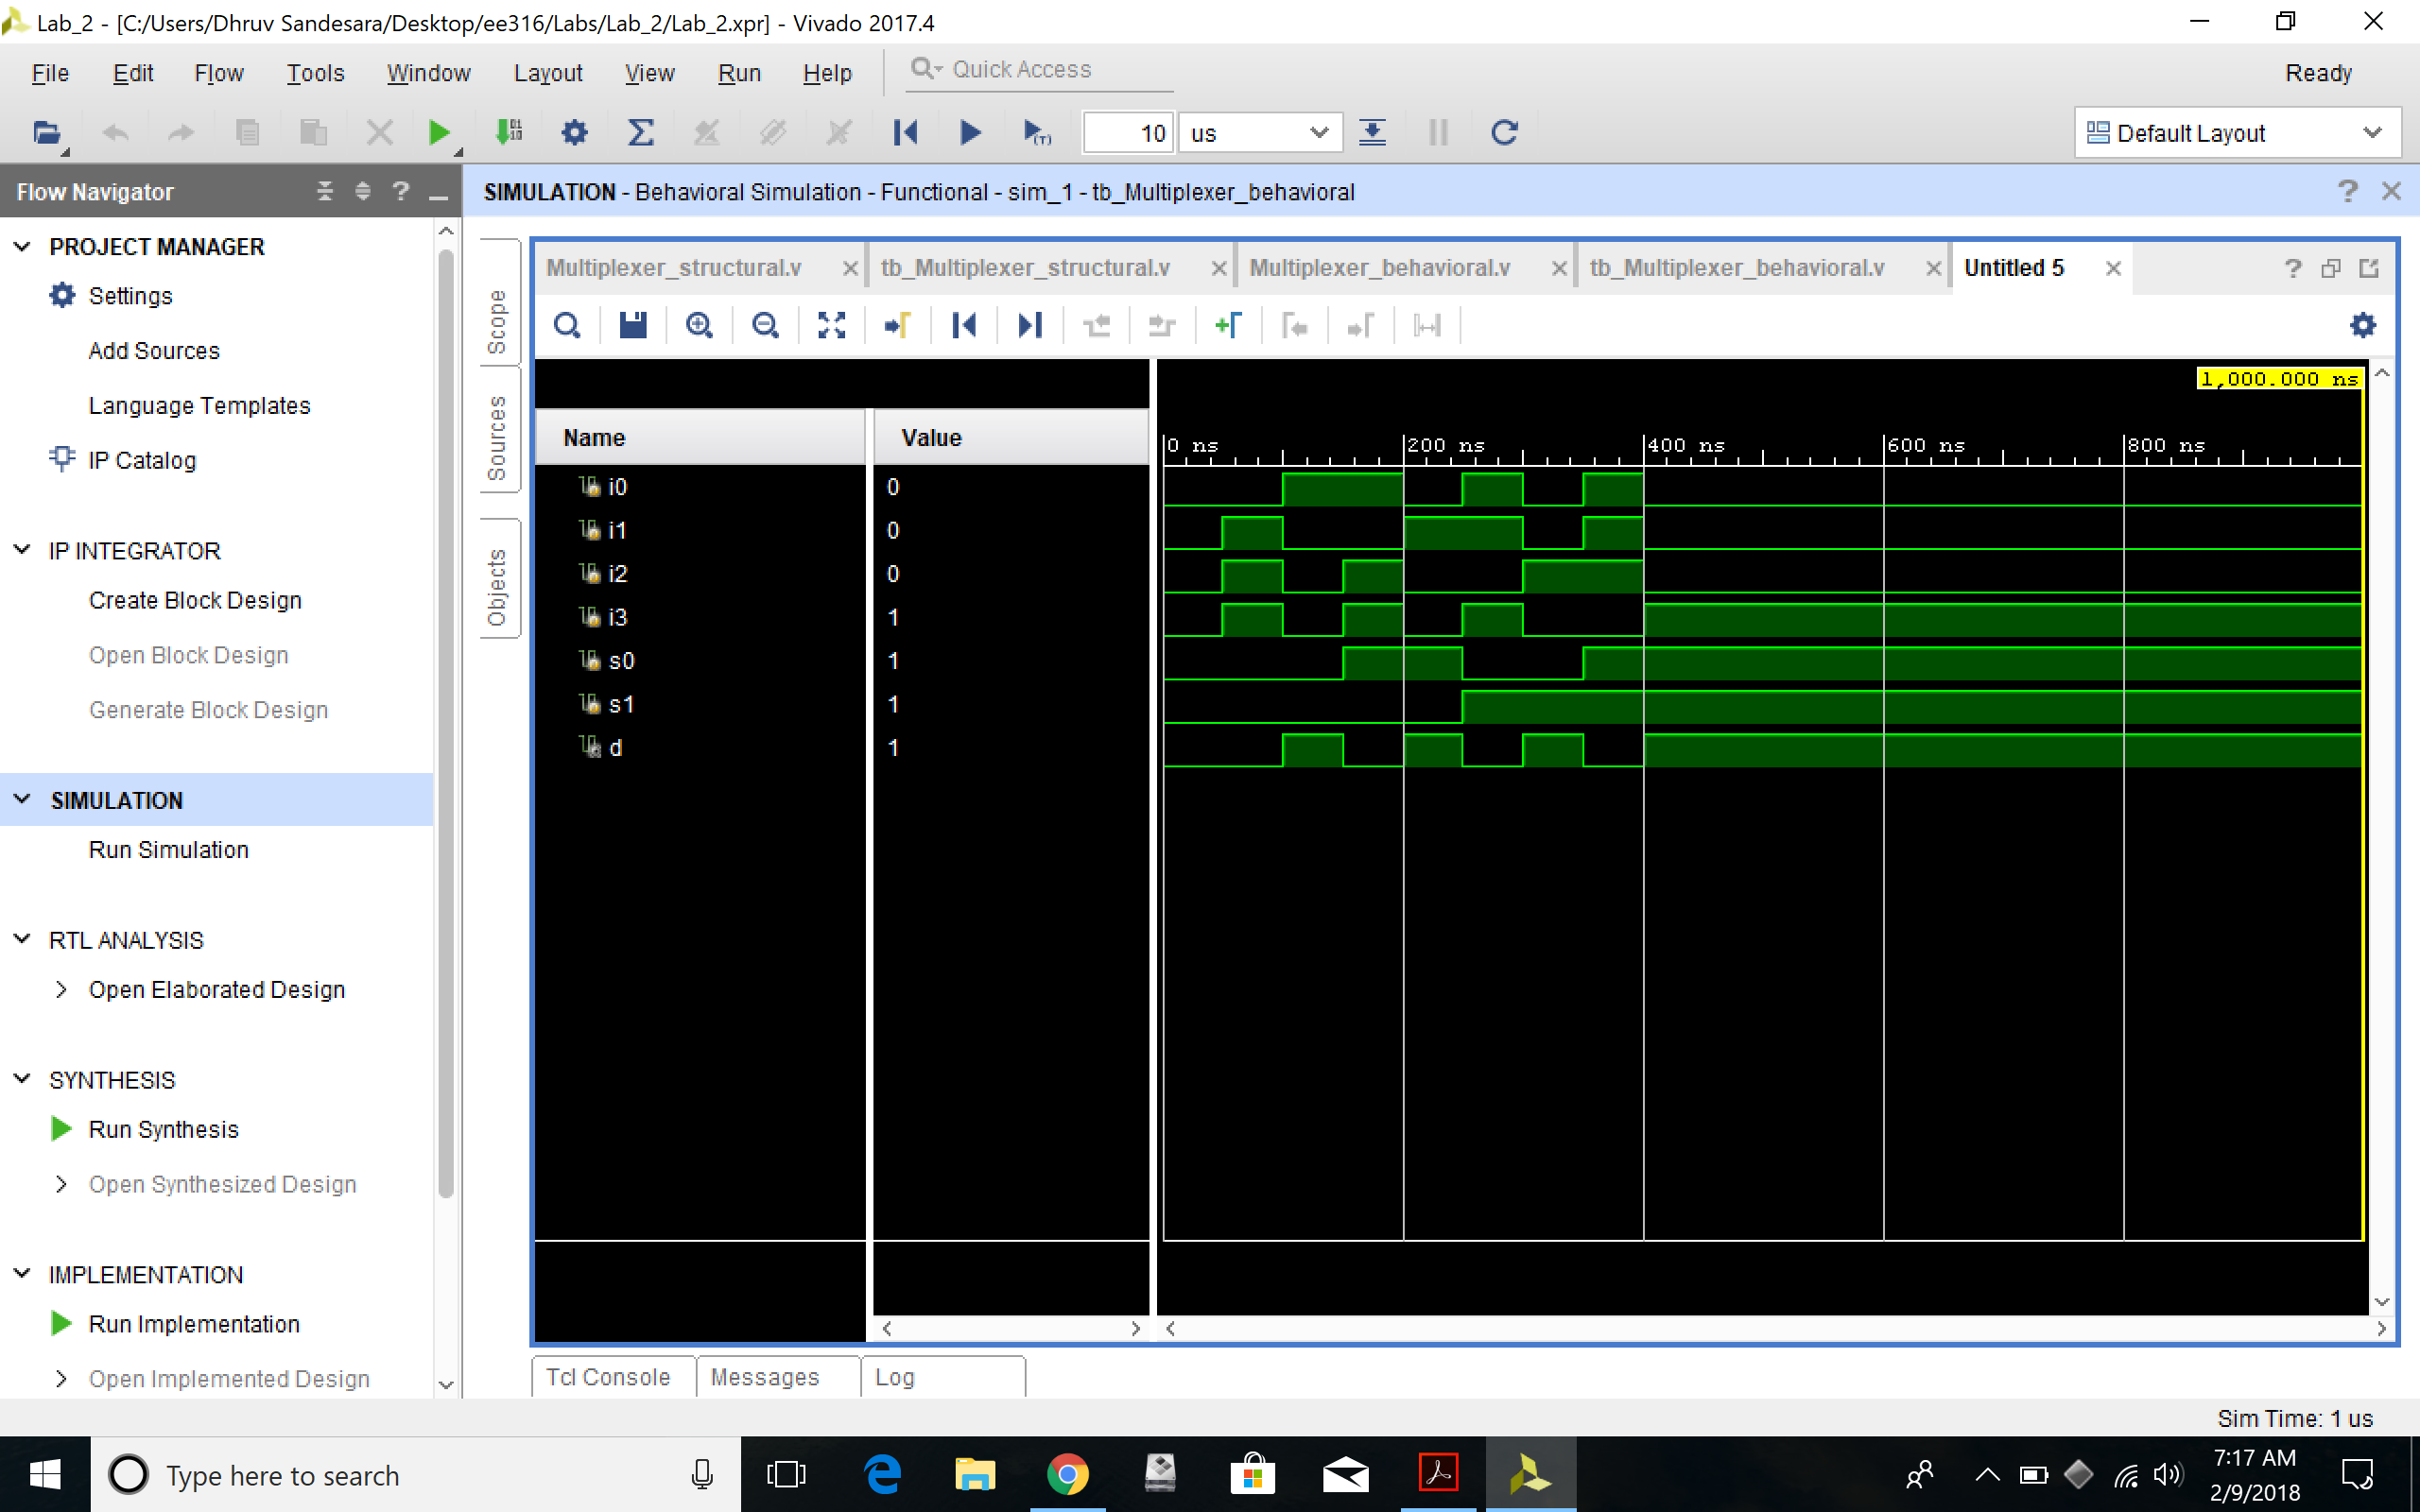 Lab_2 - [C:/Users/Dhruv Sandesara/Desktop/ee316/Labs/Lab_2/Lab_2.xpr] - Vivado 2017.4
File Edit Flow Tools Window Layout View Run Help Quick Access Ready
10 us Default Layout
Flow Navigator
SIMULATION - Behavioral Simulation - Functional - sim_1 - tb_Multiplexer_behavioral
PROJECT MANAGER
Settings
Add Sources
Language Templates
IP Catalog
IP INTEGRATOR
Create Block Design
Open Block Design
Generate Block Design
SIMULATION
Run Simulation
RTL ANALYSIS
Open Elaborated Design
SYNTHESIS
Run Synthesis
Open Synthesized Design
IMPLEMENTATION
Run Implementation
Open Implemented Design
Scope
Sources
Objects
Multiplexer_structural.v tb_Multiplexer_structural.v Multiplexer_behavioral.v tb_Multiplexer_behavioral.v Untitled 5
1,000.000 ns
Name Value
0 ns 200 ns 400 ns 600 ns 800 ns
i0 0
i1 0
i2 0
i3 1
s0 1
s1 1
d 1
Tcl Console Messages Log
Sim Time: 1 us
Type here to search
7:17 AM
2/9/2018